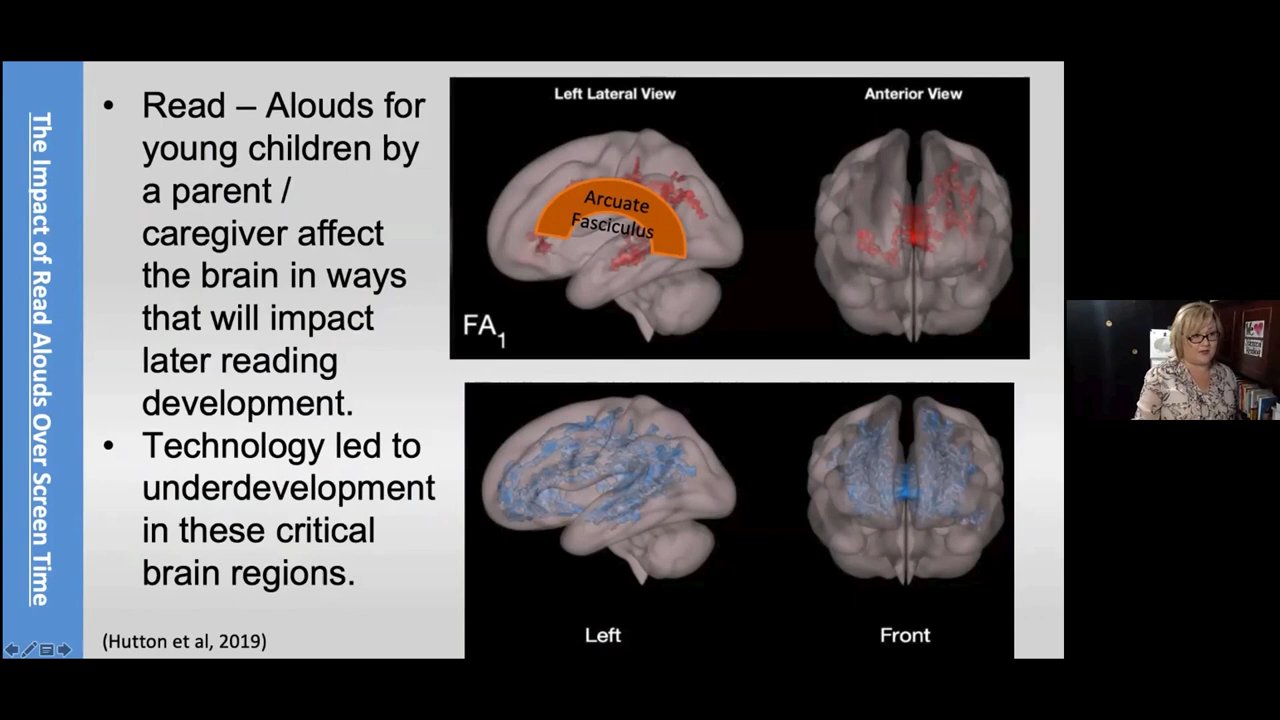 The Impact of Read Alouds Over Screen Time
• Read – Alouds for
young children by
a parent /
caregiver affect
the brain in ways
that will impact
later reading
development.
• Technology led to
underdevelopment
in these critical
brain regions.
(Hutton et al, 2019)
Left Lateral View
Anterior View
Arcuate
Fasciculus
FA1
Left
Front
We